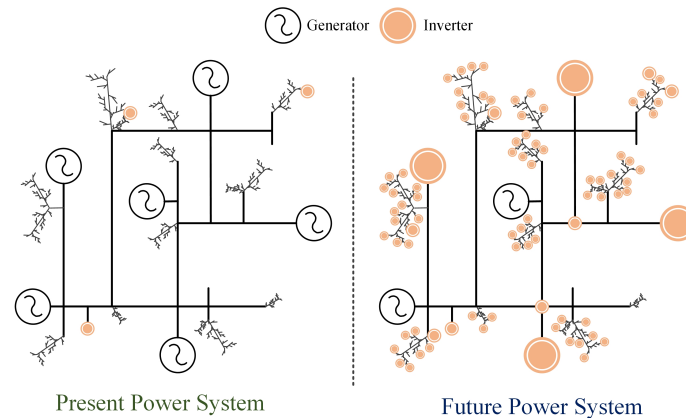 Generator
Inverter
Present Power System
Future Power System